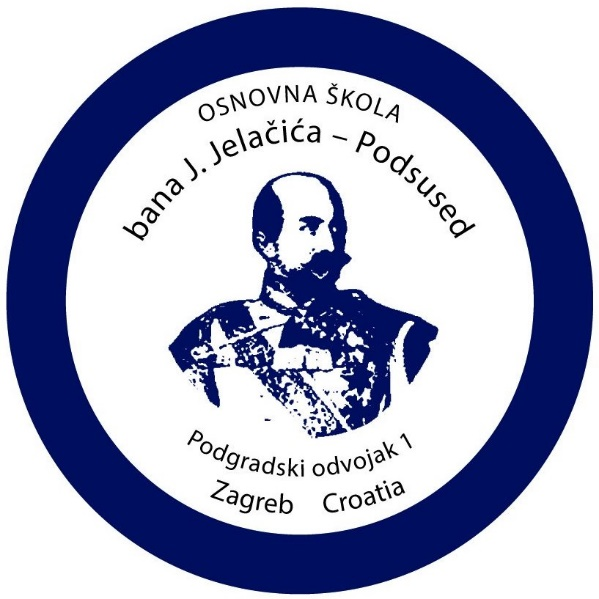 OSNOVNA ŠKOLA
bana J. Jelačića – Podsused
Podgradski odvojak 1
Zagreb Croatia